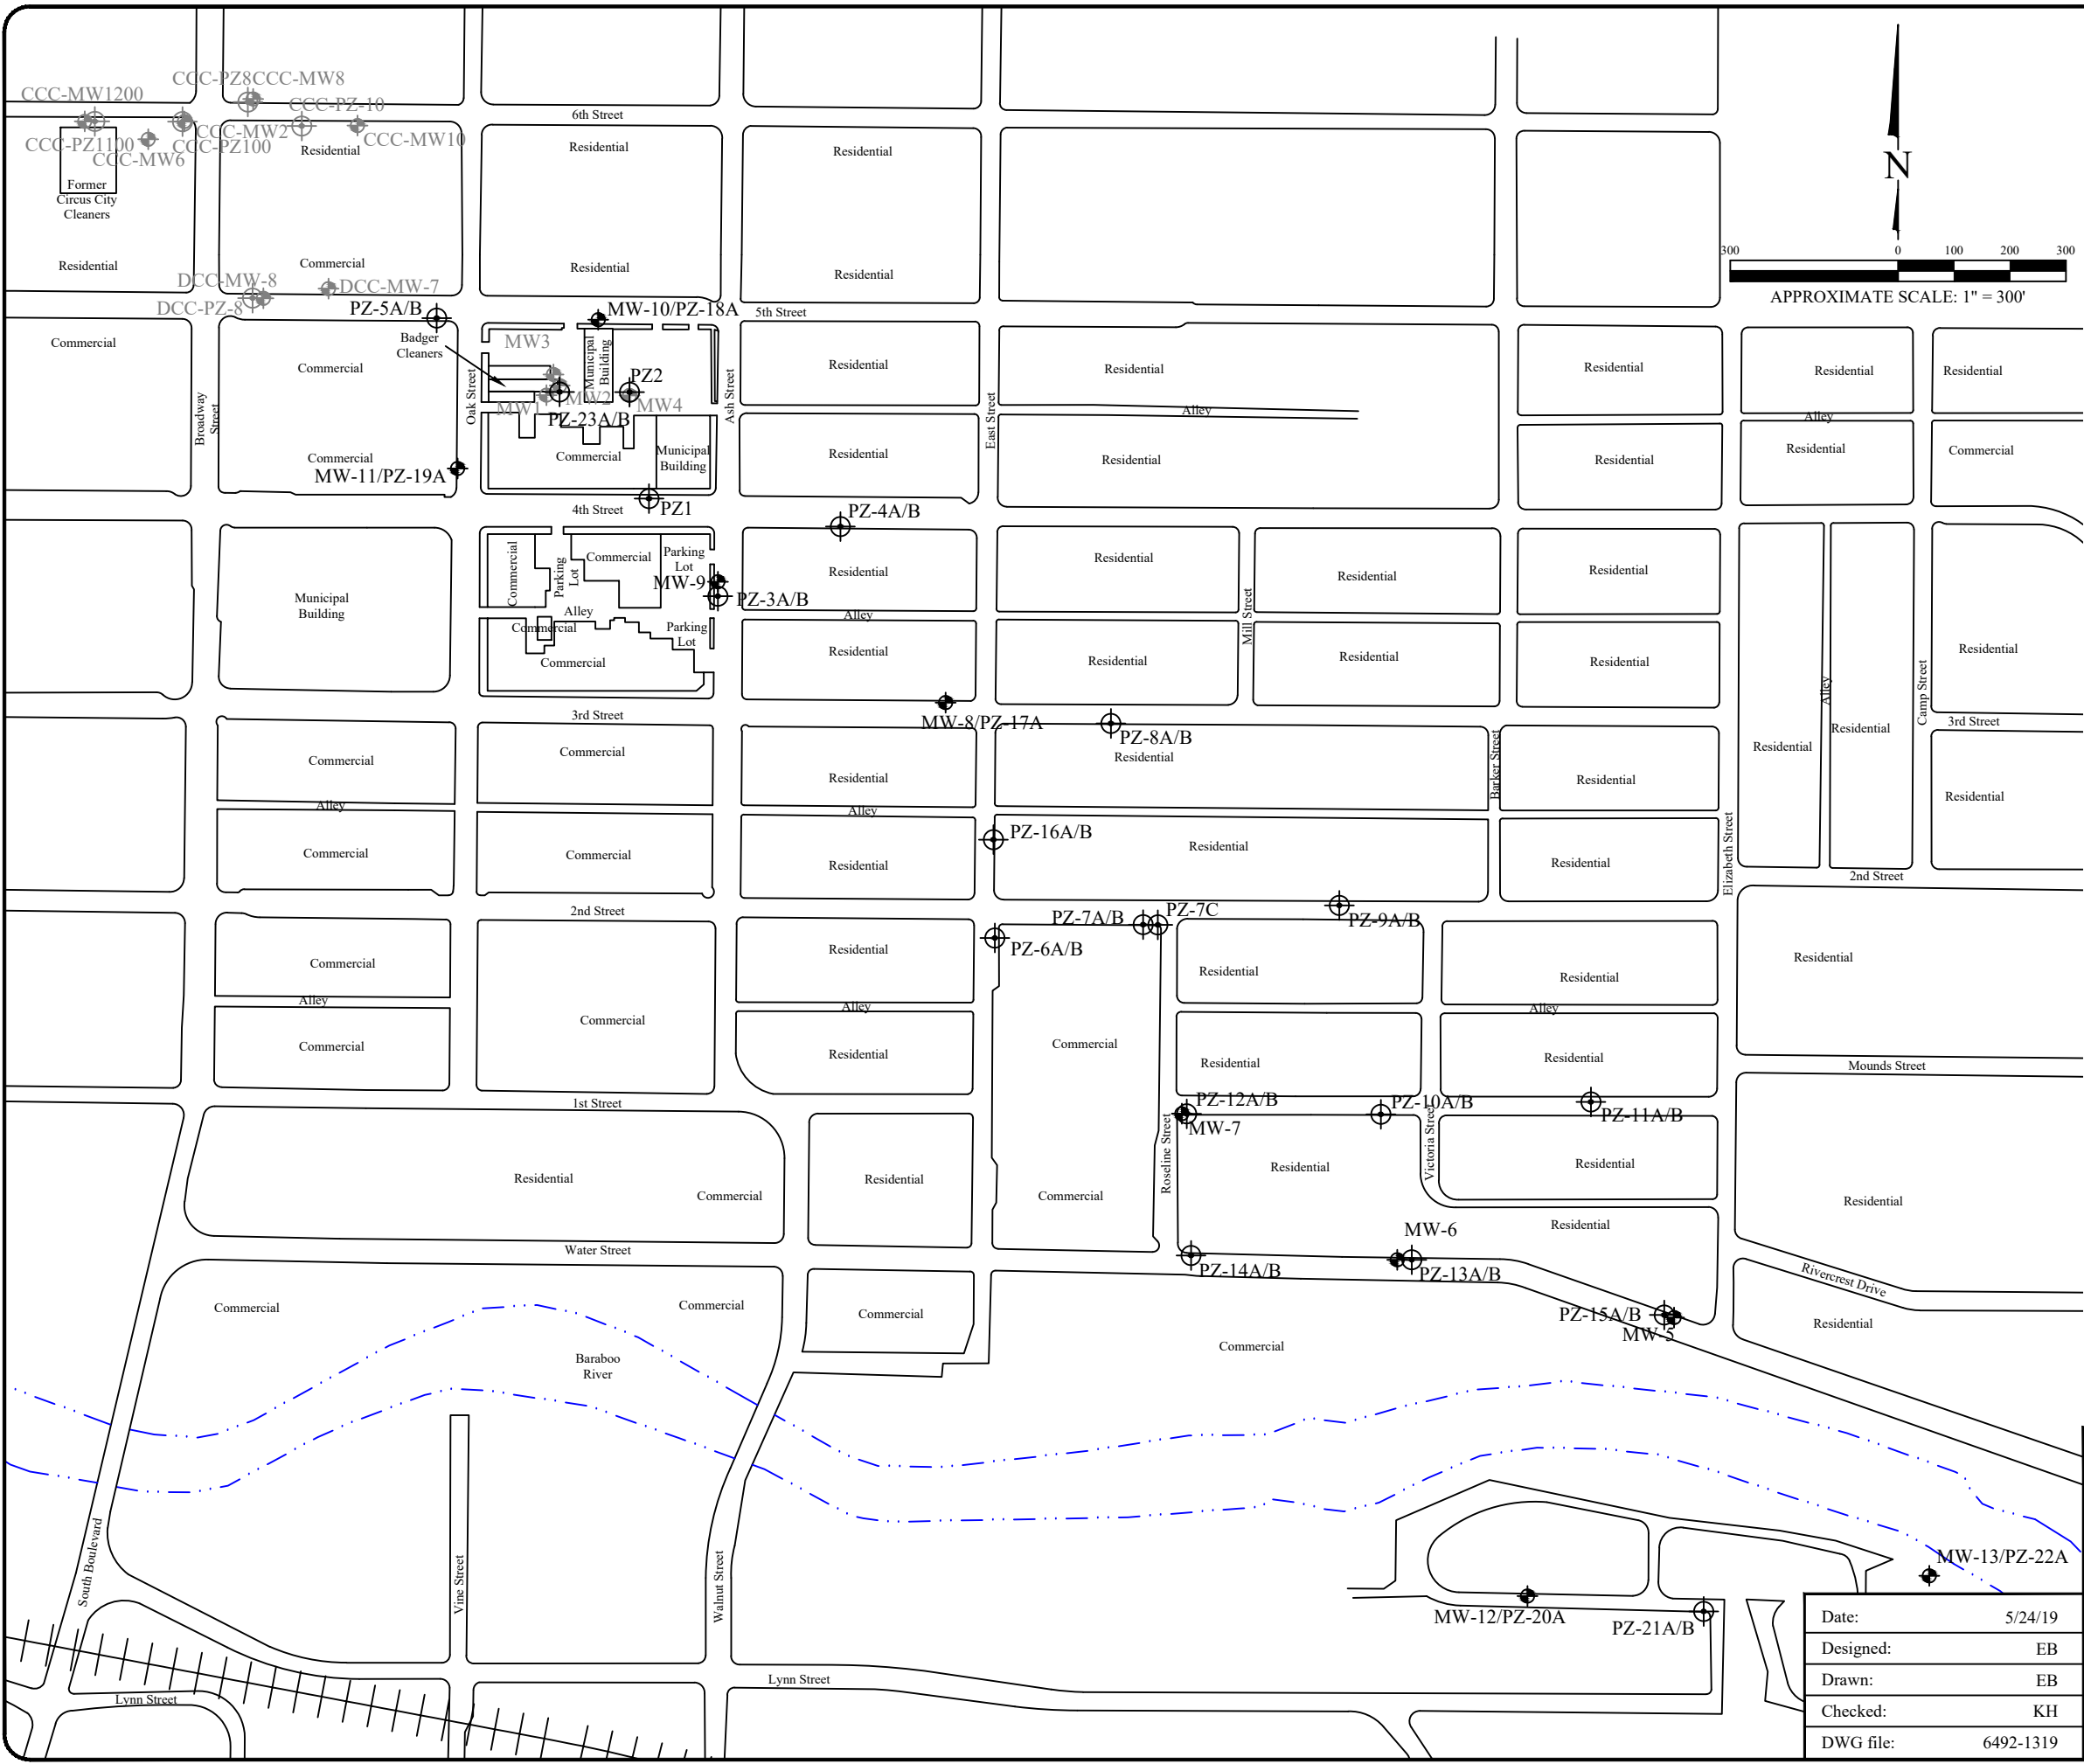 CCC-PZ8
CCC-MW8
CCC-MW1200
CCC-PZ-10
CCC-MW2
CCC-MW10
CCC-PZ1100
CCC-PZ100
CCC-MW6
6th Street
Residential
Residential
Residential
Former
Circus City
Cleaners
N
Residential
Commercial
Residential
Residential
300
0
100
200
300
APPROXIMATE SCALE: 1" = 300'
DCC-MW-8
DCC-MW-7
DCC-PZ-8
PZ-5A/B
MW-10/PZ-18A
5th Street
Commercial
Commercial
Badger
Cleaners
MW3
Municipal
Building
PZ2
MW1
MW2
MW4
PZ-23A/B
Residential
Residential
Residential
Residential
Residential
Alley
Alley
Broadway
Street
Oak Street
Ash Street
East Street
Commercial
MW-11/PZ-19A
Commercial
Municipal
Building
Residential
Residential
Residential
Residential
Commercial
4th Street
PZ1
PZ-4A/B
Commercial
Parking
Lot
Commercial
Parking
Lot
MW-9
PZ-3A/B
Residential
Residential
Residential
Residential
Municipal
Building
Alley
Commercial
Parking
Lot
Commercial
Alley
Mill Street
Residential
Residential
Residential
Residential
Residential
Alley
Camp Street
3rd Street
MW-8/PZ-17A
PZ-8A/B
Residential
3rd Street
Residential
Residential
Commercial
Commercial
Residential
Barker Street
Residential
Residential
Alley
Alley
Elizabeth Street
PZ-16A/B
Commercial
Commercial
Residential
Residential
Residential
2nd Street
2nd Street
PZ-7A/B
PZ-7C
PZ-9A/B
PZ-6A/B
Commercial
Residential
Residential
Residential
Residential
Alley
Alley
Alley
Commercial
Commercial
Residential
Commercial
Residential
Residential
Mounds Street
1st Street
PZ-12A/B
MW-7
PZ-10A/B
PZ-11A/B
Roseline Street
Victoria Street
Residential
Commercial
Residential
Commercial
Residential
Residential
Residential
Residential
Water Street
MW-6
PZ-14A/B
PZ-13A/B
Rivercrest Drive
Commercial
Commercial
Commercial
PZ-15A/B
MW-5
Residential
Commercial
Baraboo
River
South Boulevard
Vine Street
Walnut Street
MW-13/PZ-22A
MW-12/PZ-20A
PZ-21A/B
Lynn Street
Lynn Street
Date: 5/24/19
Designed: EB
Drawn: EB
Checked: KH
DWG file: 6492-1319